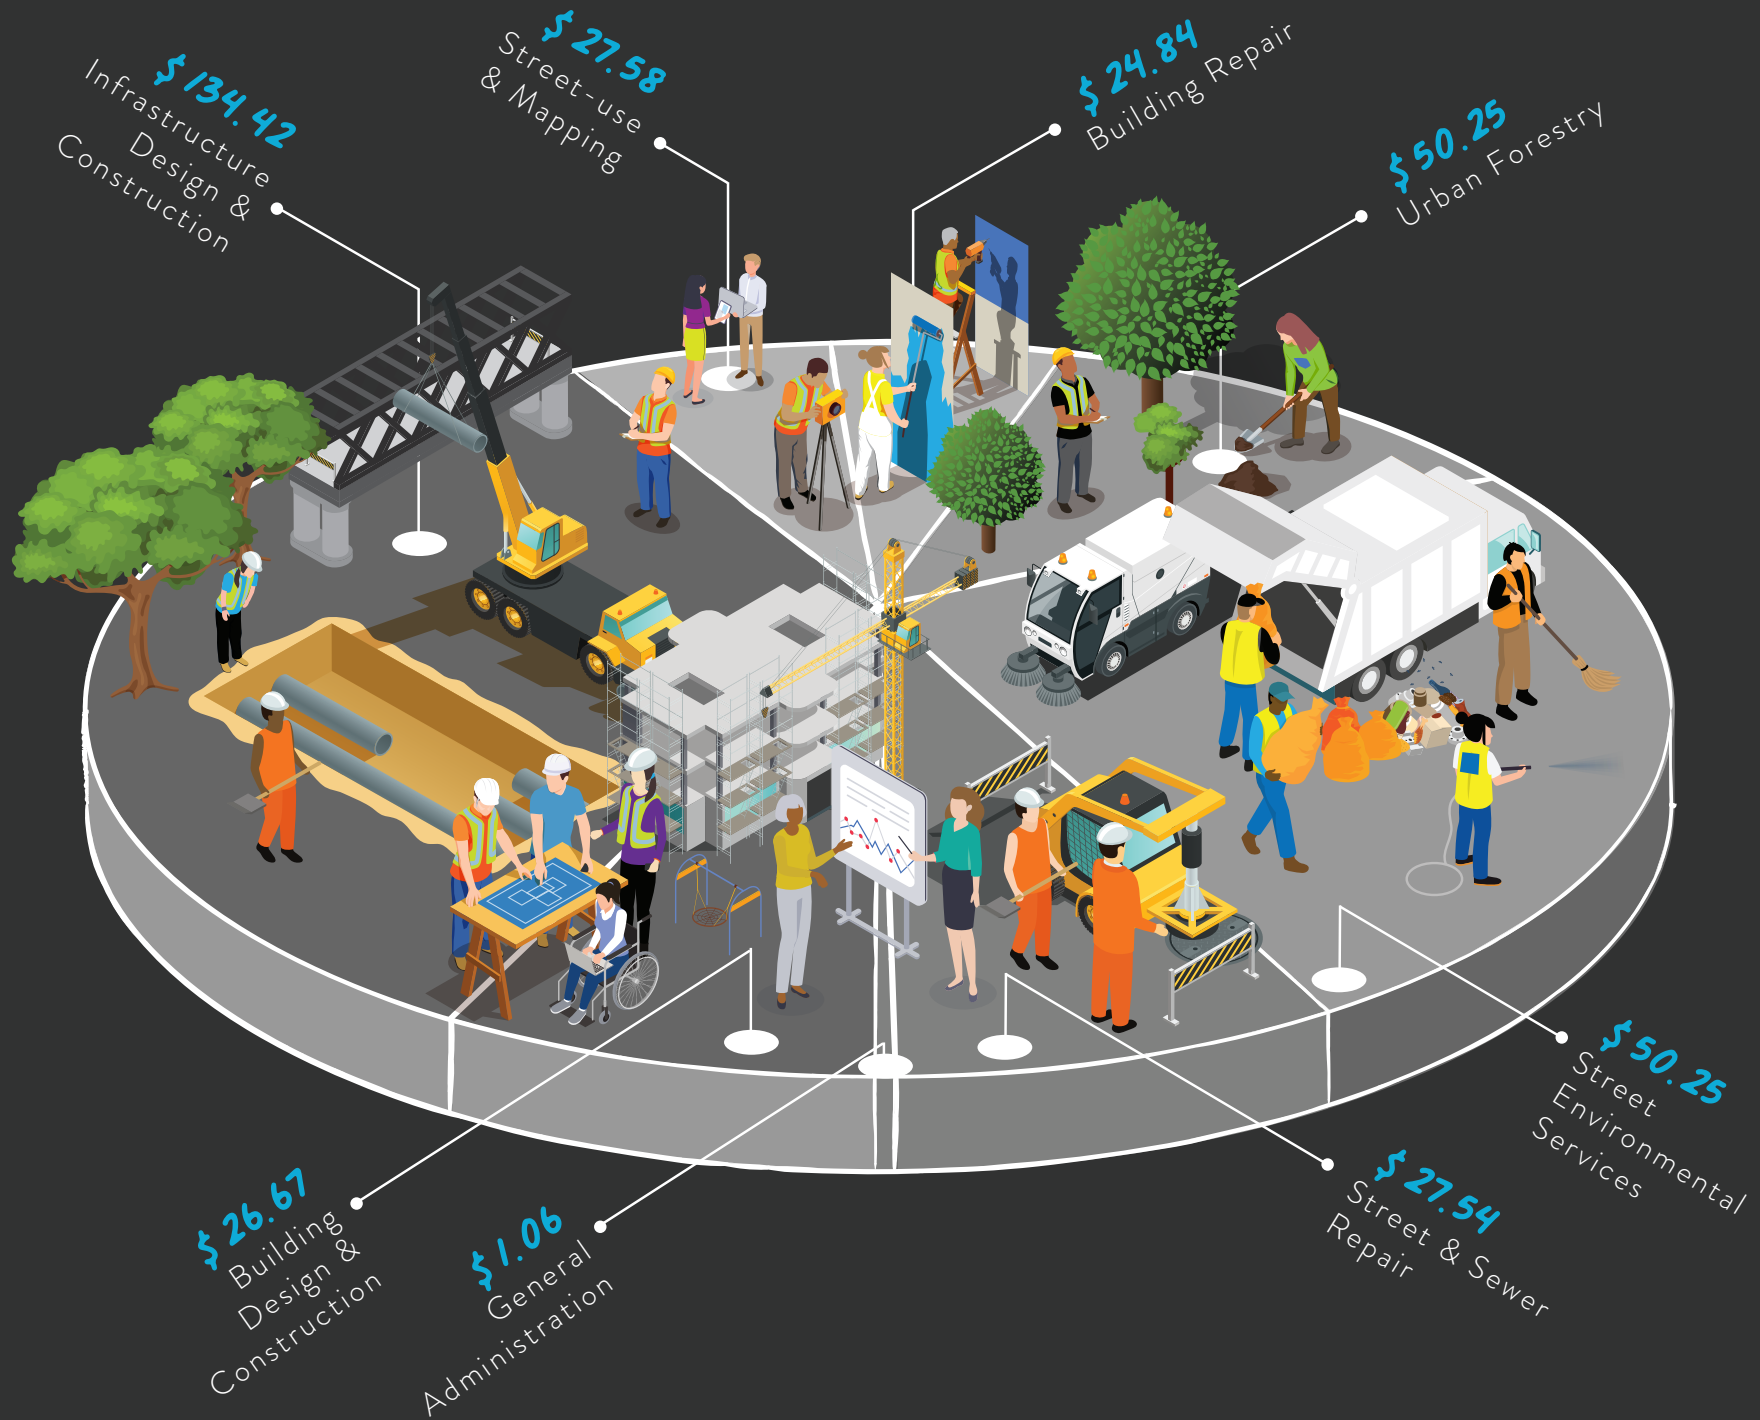 $ 134.42
Infrastructure
Design &
Construction
$ 27.58
Street-use
& Mapping
$ 24.84
Building Repair
$ 50.25
Urban Forestry
$ 50.25
Street
Environmental
Services
$ 27.54
Street & Sewer
Repair
$ 1.06
General
Administration
$ 26.67
Building
Design &
Construction